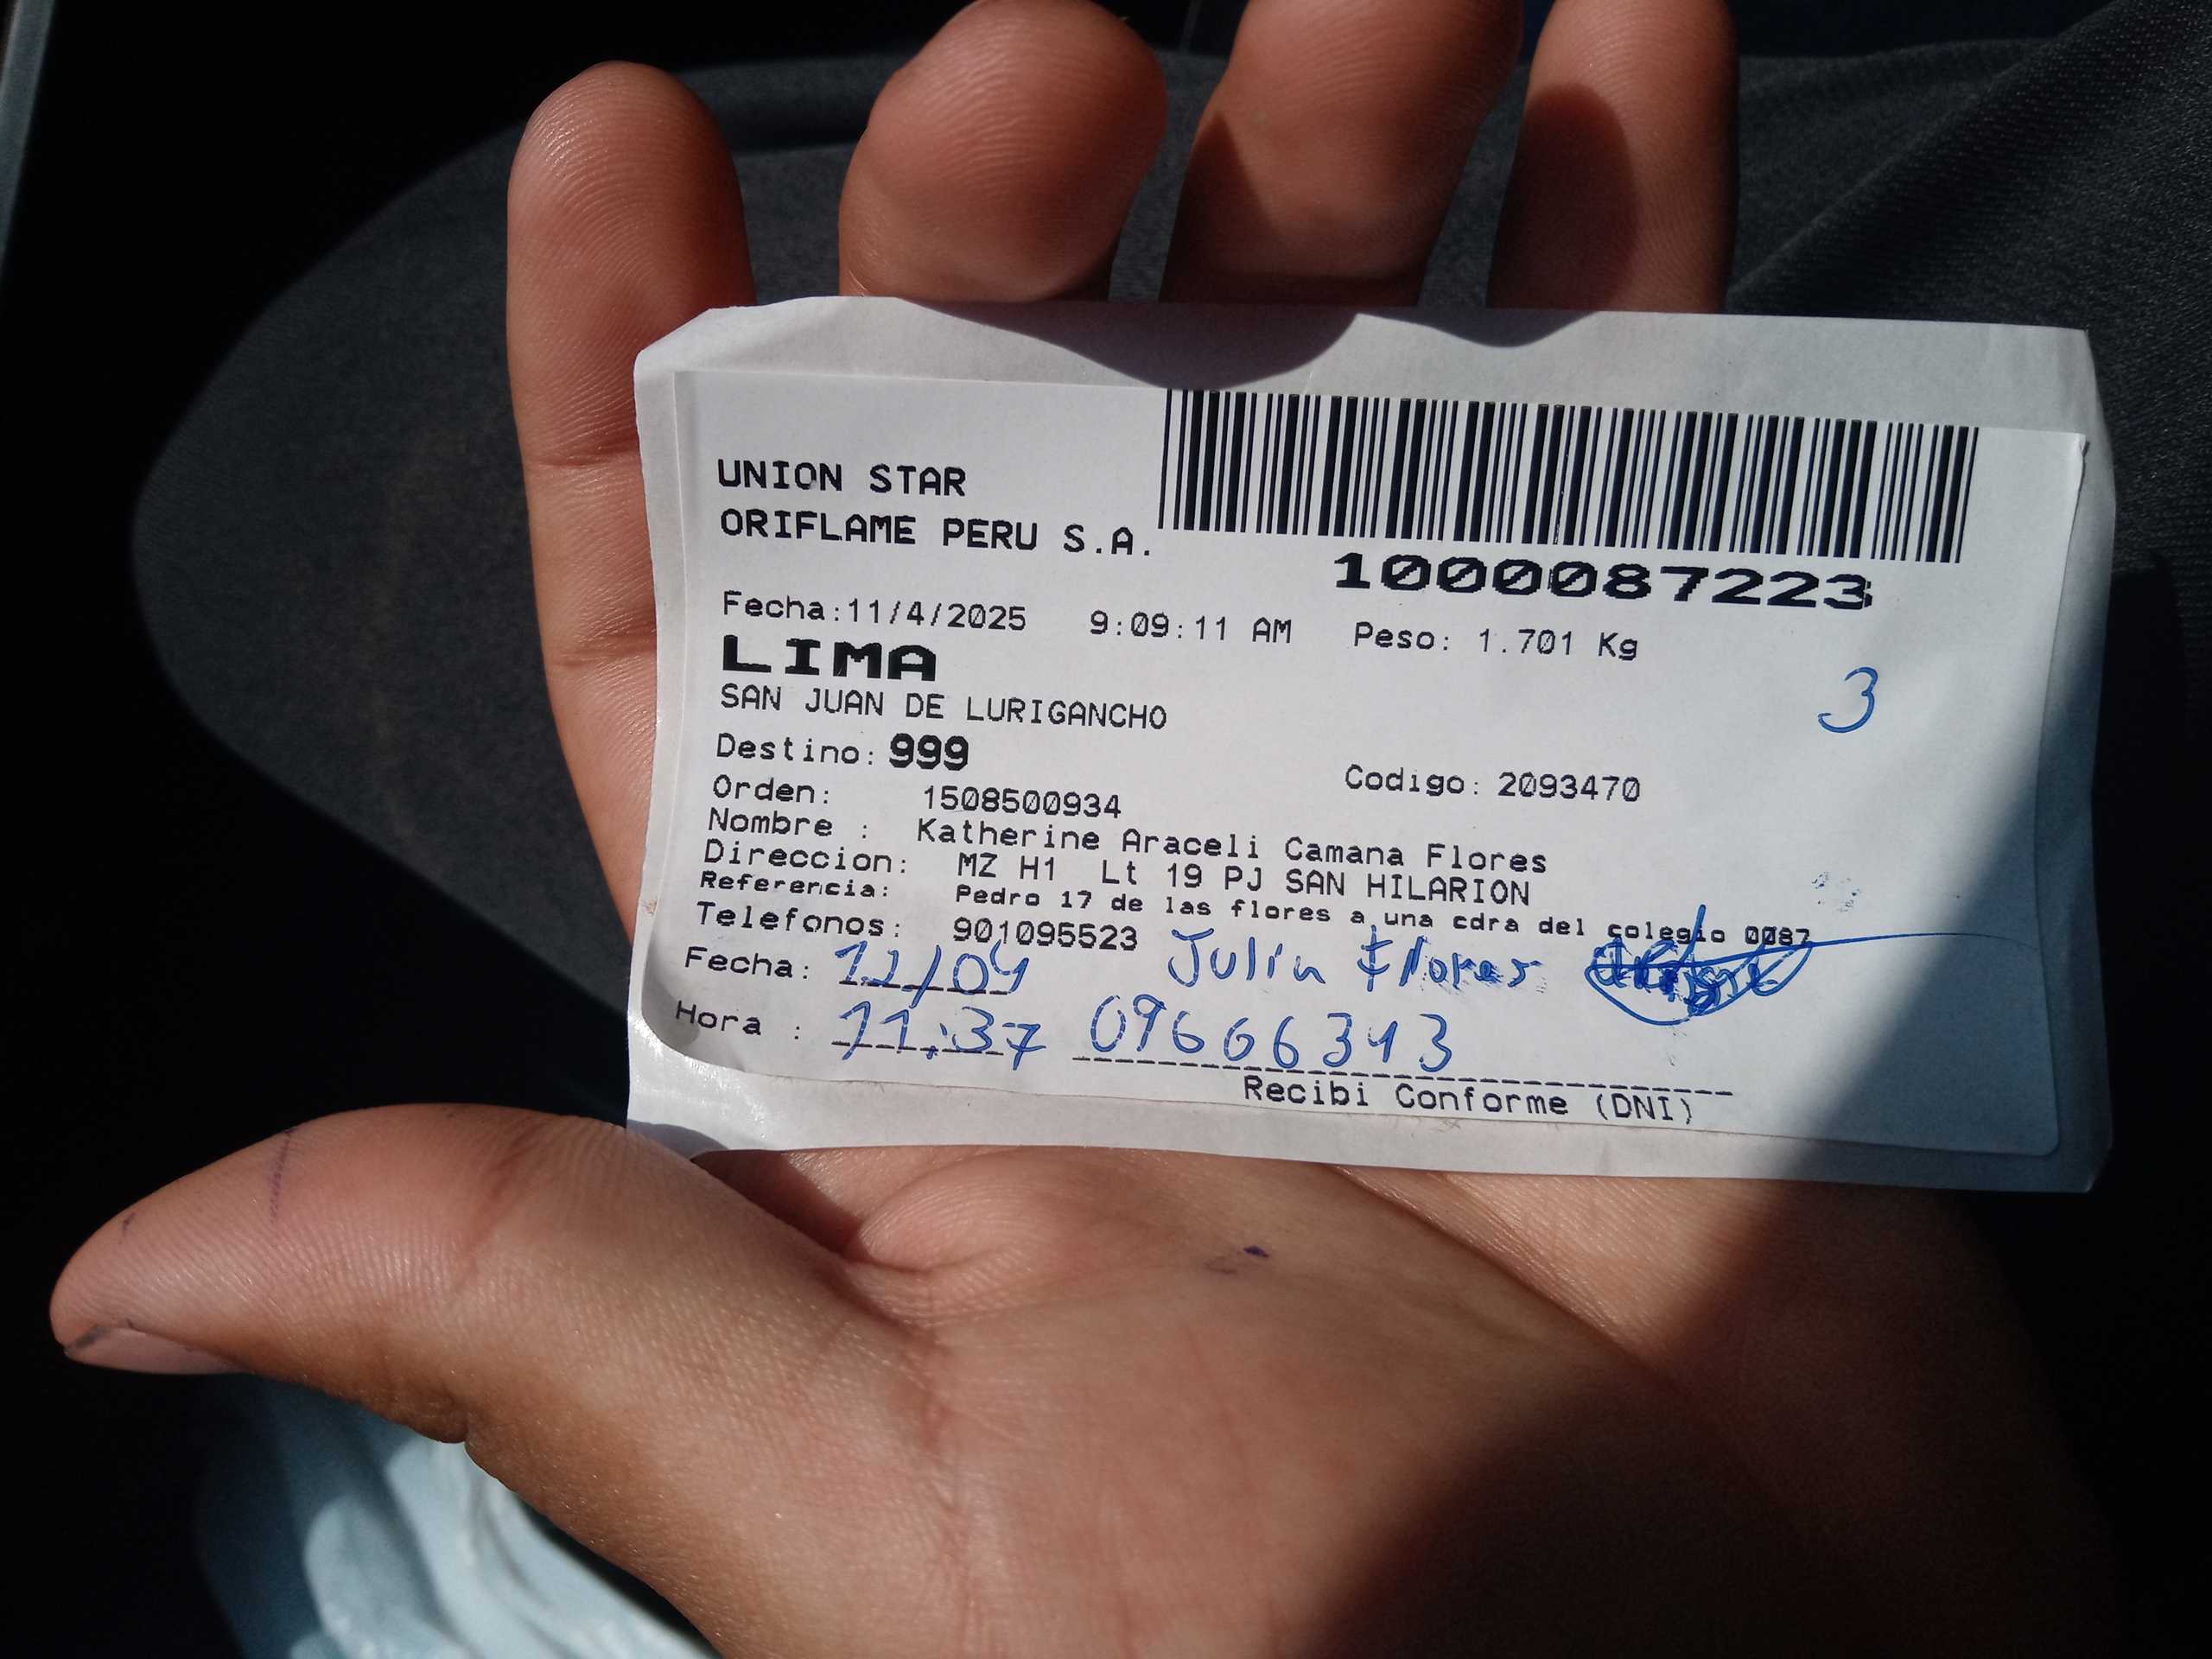 UNION STAR
ORIFLAME PERU S.A.
1000087223
Fecha:11/4/2025 9:09:11 AM Peso: 1.701 Kg
LIMA
3
SAN JUAN DE LURIGANCHO
Destino: 999 Codigo: 2093470
Orden: 1508500934
Nombre : Katherine Araceli Camana Flores
Direccion: MZ H1 Lt 19 PJ SAN HILARION
Referencia: Pedro 17 de las flores a una cdra del colegio 0087
Telefonos: 901095523
Fecha: 12/04 Julia Flores
Hora : 11:37 09666343
Recibi Conforme (DNI)